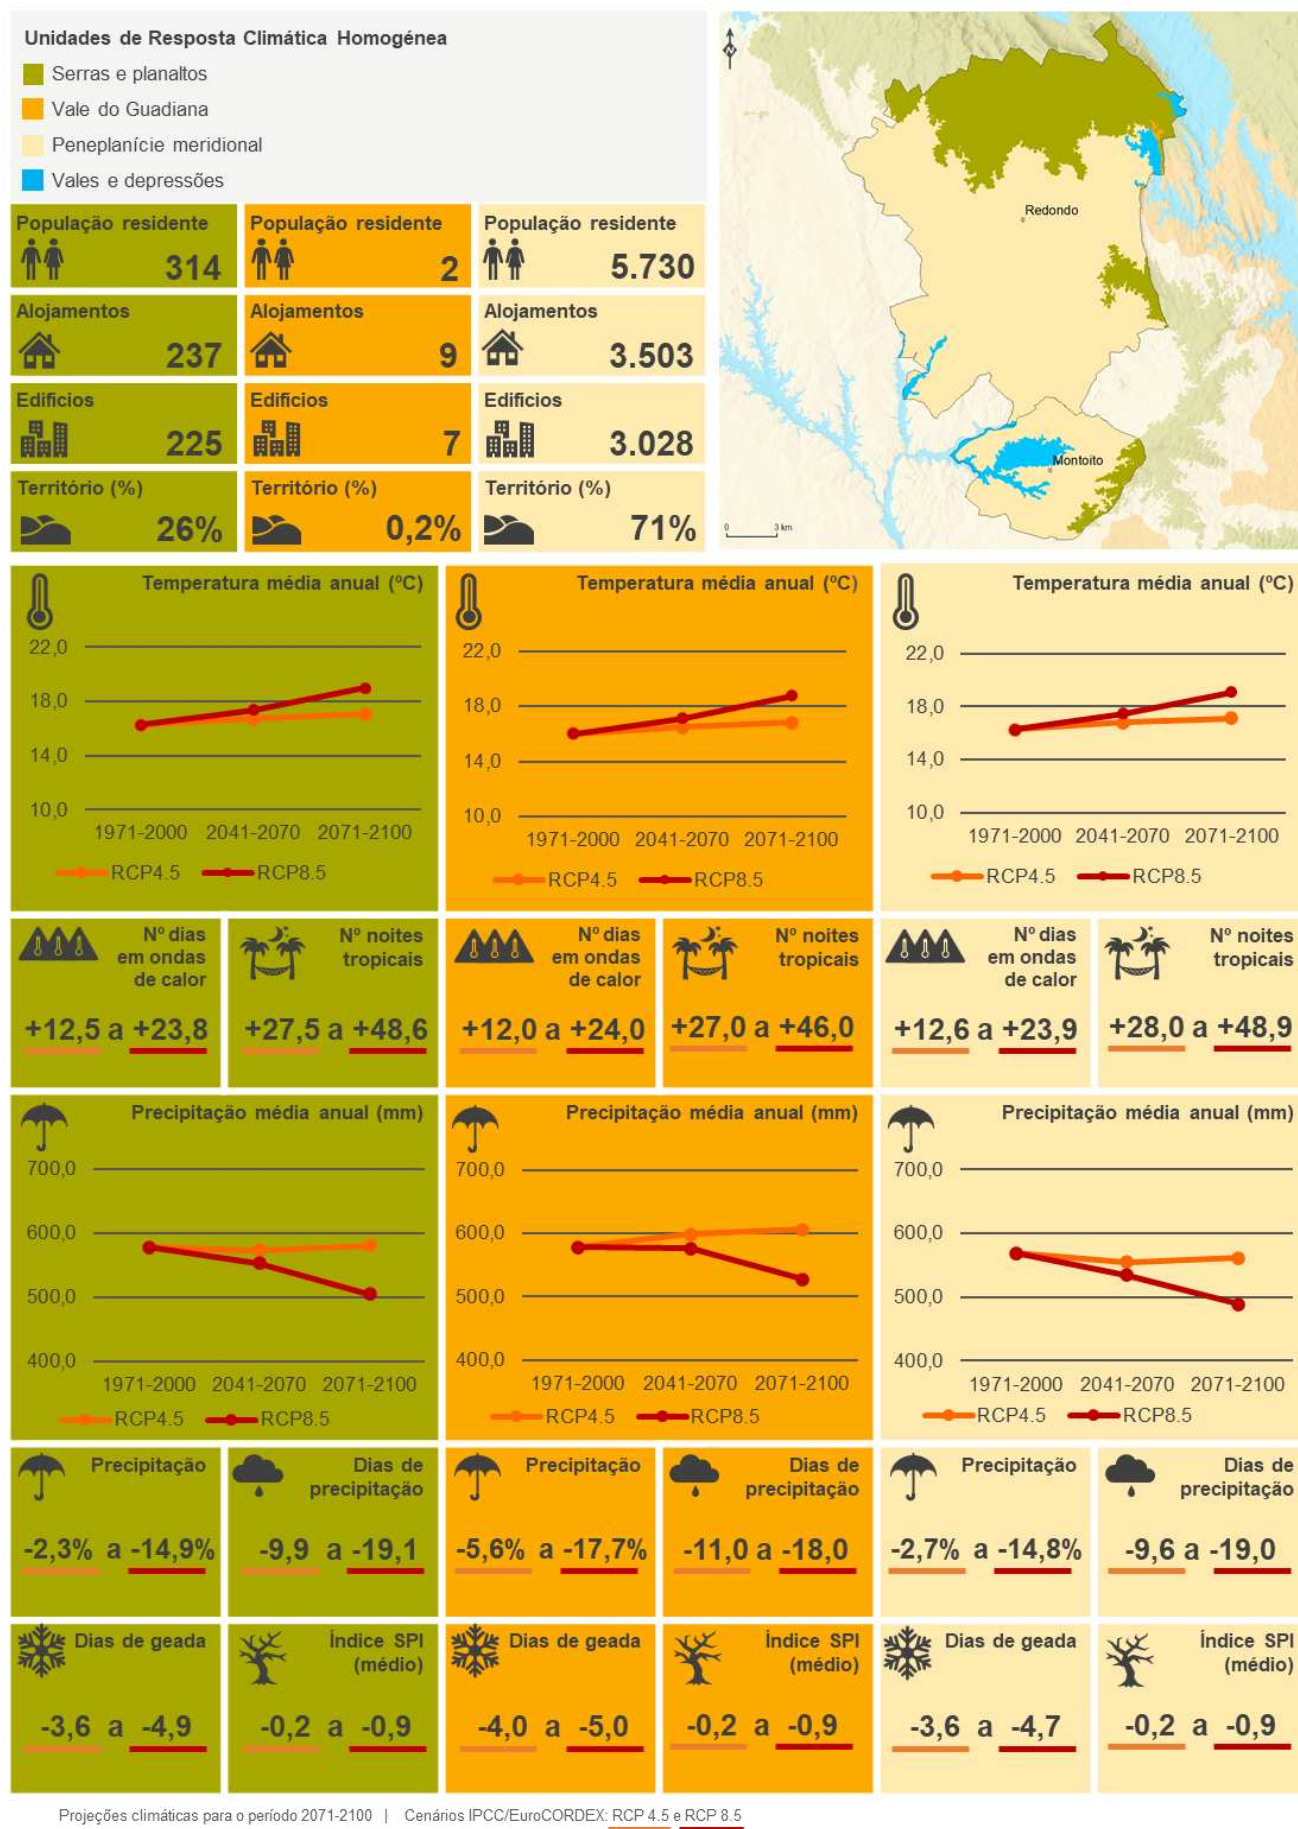 Unidades de Resposta Climática Homogénea
Serras e planaltos
Vale do Guadiana
Peneplanície meridional
Vales e depressões
População residente
314
População residente
2
População residente
5.730
Alojamentos
237
Alojamentos
9
Alojamentos
3.503
Edificios
225
Edificios
7
Edificios
3.028
Território (%)
26%
Território (%)
0,2%
Território (%)
71%
N
Redondo
Montoito
0 3 km
Temperatura média anual (ºC)
22,0
18,0
14,0
10,0
1971-2000 2041-2070 2071-2100
RCP4.5 RCP8.5
Temperatura média anual (ºC)
22,0
18,0
14,0
10,0
1971-2000 2041-2070 2071-2100
RCP4.5 RCP8.5
Temperatura média anual (ºC)
22,0
18,0
14,0
10,0
1971-2000 2041-2070 2071-2100
RCP4.5 RCP8.5
Nº dias
em ondas
de calor
+12,5 a +23,8
Nº noites
tropicais
+27,5 a +48,6
Nº dias
em ondas
de calor
+12,0 a +24,0
Nº noites
tropicais
+27,0 a +46,0
Nº dias
em ondas
de calor
+12,6 a +23,9
Nº noites
tropicais
+28,0 a +48,9
Precipitação média anual (mm)
700,0
600,0
500,0
400,0
1971-2000 2041-2070 2071-2100
RCP4.5 RCP8.5
Precipitação média anual (mm)
700,0
600,0
500,0
400,0
1971-2000 2041-2070 2071-2100
RCP4.5 RCP8.5
Precipitação média anual (mm)
700,0
600,0
500,0
400,0
1971-2000 2041-2070 2071-2100
RCP4.5 RCP8.5
Precipitação
-2,3% a -14,9%
Dias de
precipitação
-9,9 a -19,1
Precipitação
-5,6% a -17,7%
Dias de
precipitação
-11,0 a -18,0
Precipitação
-2,7% a -14,8%
Dias de
precipitação
-9,6 a -19,0
Dias de geada
-3,6 a -4,9
Índice SPI
(médio)
-0,2 a -0,9
Dias de geada
-4,0 a -5,0
Índice SPI
(médio)
-0,2 a -0,9
Dias de geada
-3,6 a -4,7
Índice SPI
(médio)
-0,2 a -0,9
Projeções climáticas para o período 2071-2100 | Cenários IPCC/EuroCORDEX: RCP 4.5 e RCP 8.5